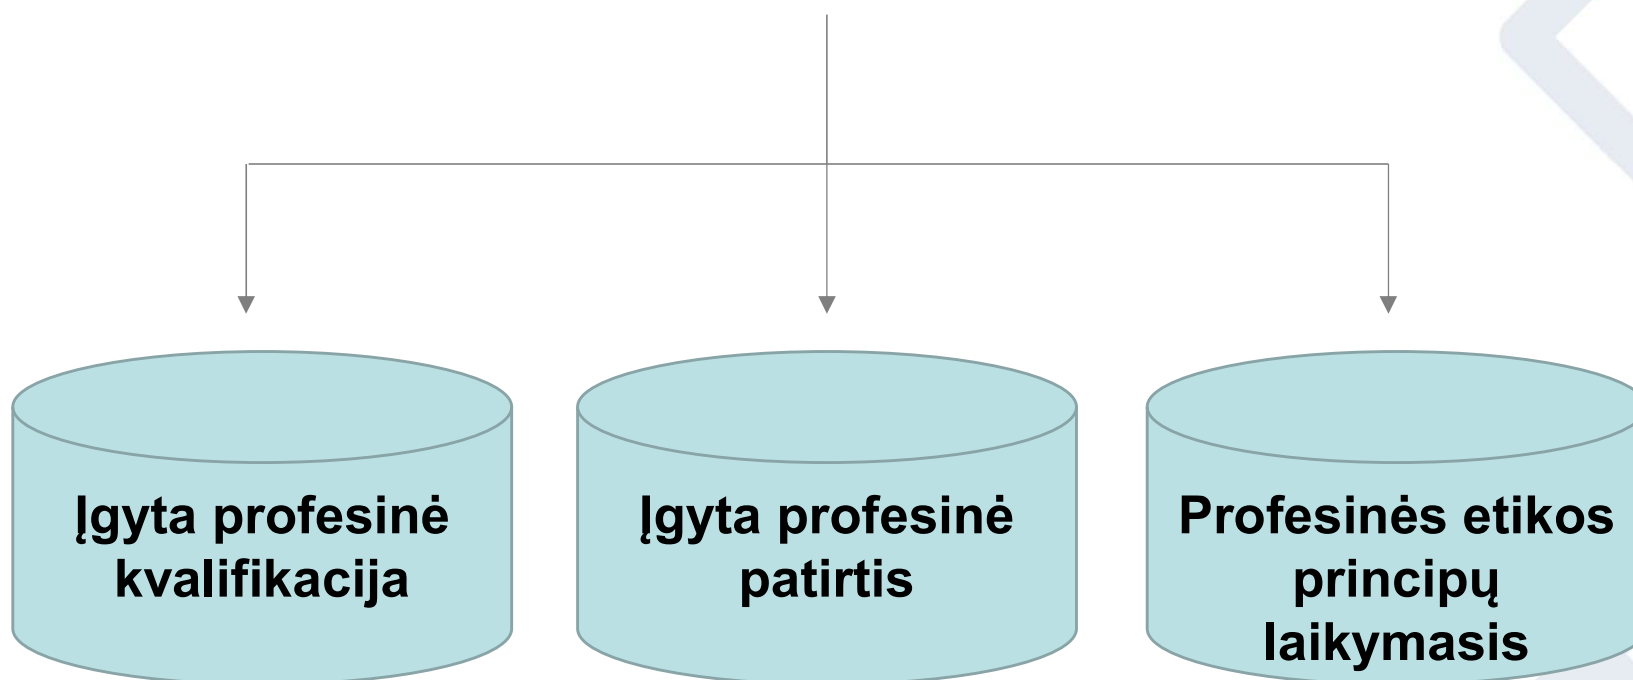 Įgyta profesinė
kvalifikacija
Įgyta profesinė
patirtis
Profesinės etikos
principų
laikymasis